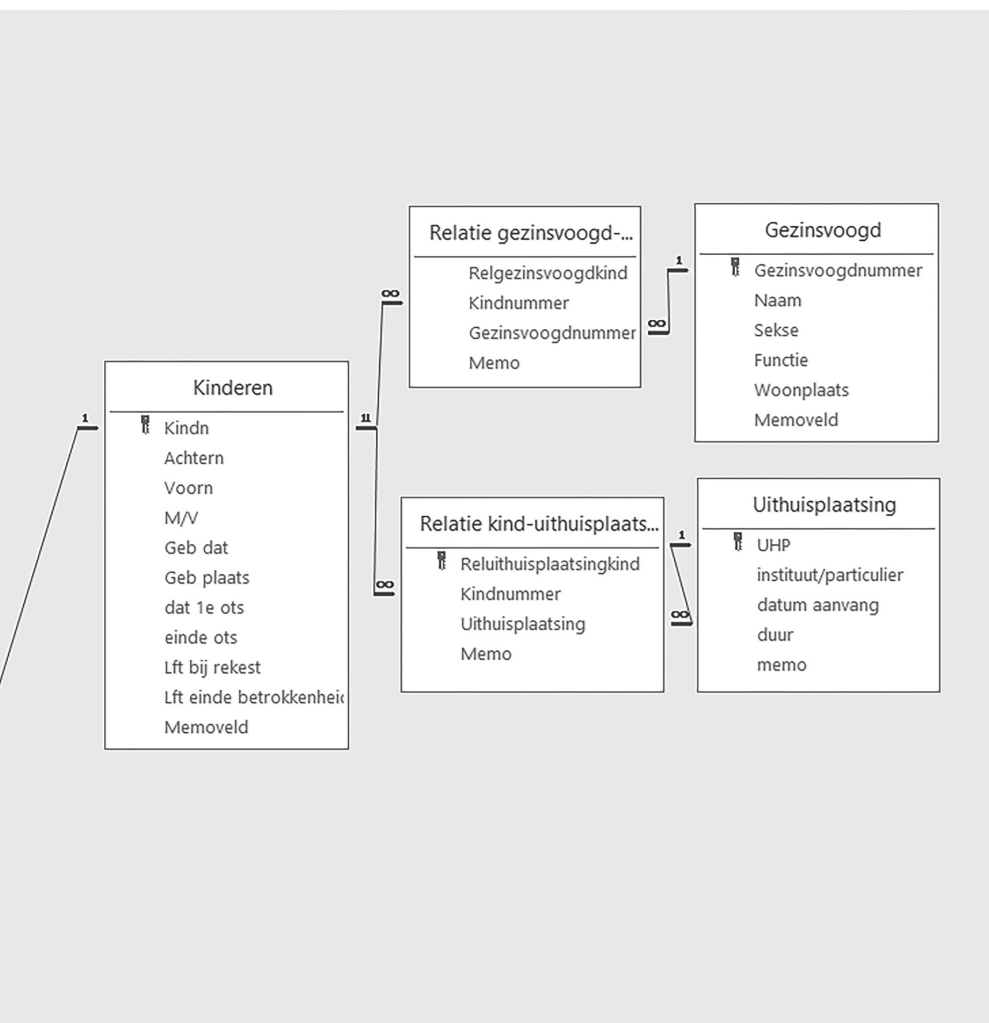 Relatie gezinsvoogd-...
Relgezinsvoogdkind
Kindnummer
Gezinsvoogdnummer
Memo
Gezinsvoogd
Gezinsvoogdnummer
Naam
Sekse
Functie
Woonplaats
Memoveld
1
∞
∞
Kinderen
Kindn
Achtern
Voorn
M/V
Geb dat
Geb plaats
dat 1e ots
einde ots
Lft bij rekest
Lft einde betrokkenheid
Memoveld
1
11
∞
Relatie kind-uithuisplaats...
Reluithuisplaatsingkind
Kindnummer
Uithuisplaatsing
Memo
1
∞
Uithuisplaatsing
UHP
instituut/particulier
datum aanvang
duur
memo